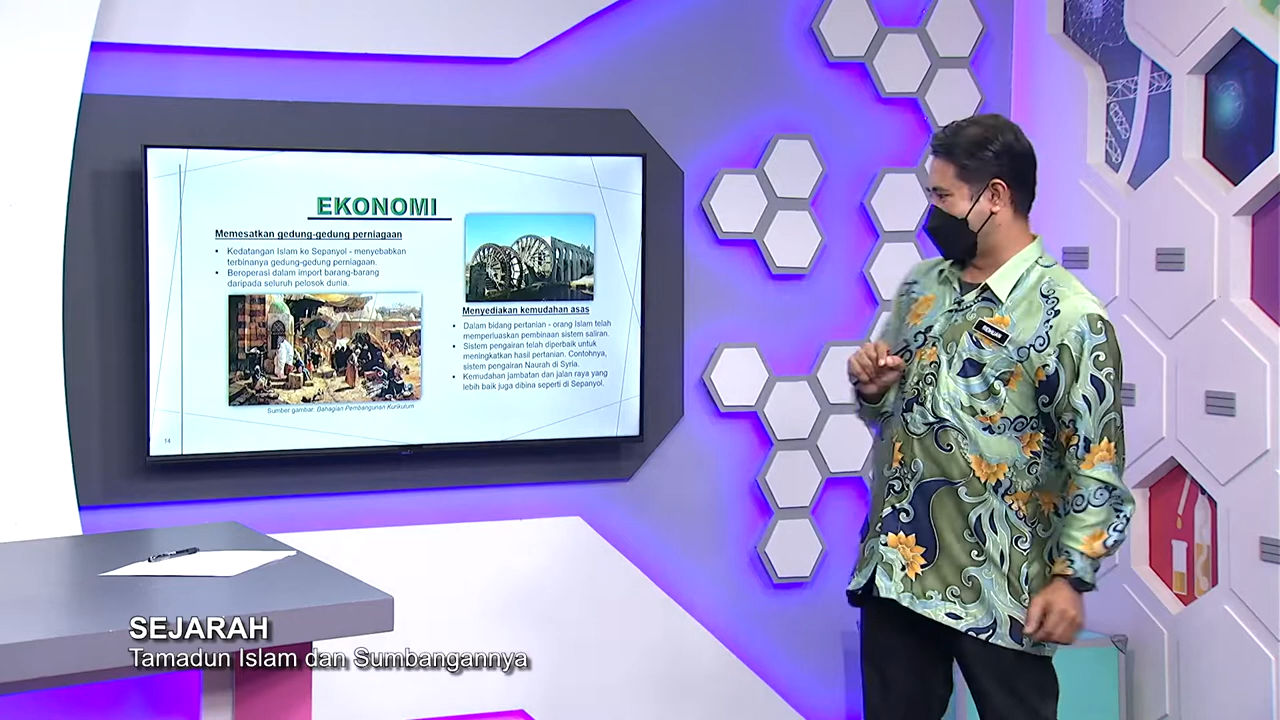 EKONOMI
Memesatkan gedung-gedung perniagaan
• Kedatangan Islam ke Sepanyol - menyebabkan
terbinanya gedung-gedung perniagaan.
• Beroperasi dalam import barang-barang
daripada seluruh pelosok dunia.
Sumber gambar: Bahagian Pembangunan Kurikulum
Menyediakan kemudahan asas
• Dalam bidang pertanian - orang Islam telah
memperluaskan pembinaan sistem saliran.
• Sistem pengairan telah diperbaik untuk
meningkatkan hasil pertanian. Contohnya,
sistem pengairan Naurah di Syria.
• Kemudahan jambatan dan jalan raya yang
lebih baik juga dibina seperti di Sepanyol.
14
SEJARAH
Tamadun Islam dan Sumbangannya